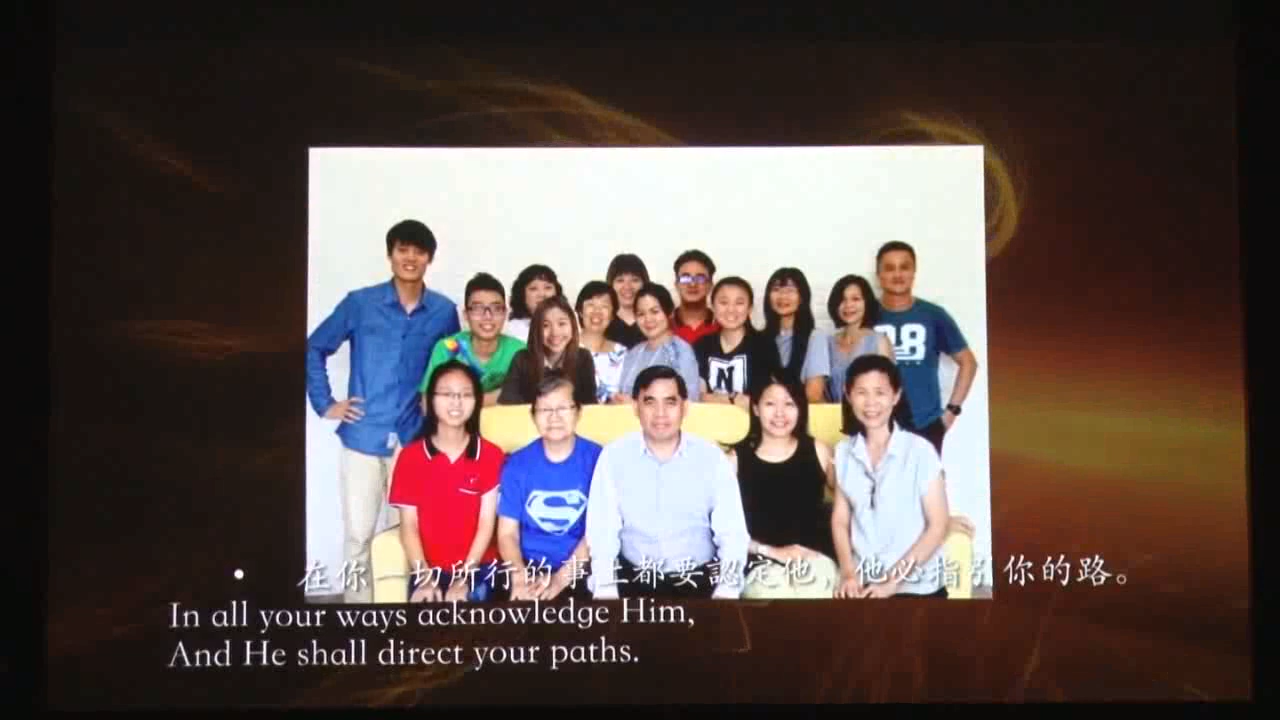 N
S
• 在你一切所行的事上都要認定他，他必指引你的路。
In all your ways acknowledge Him,
And He shall direct your paths.